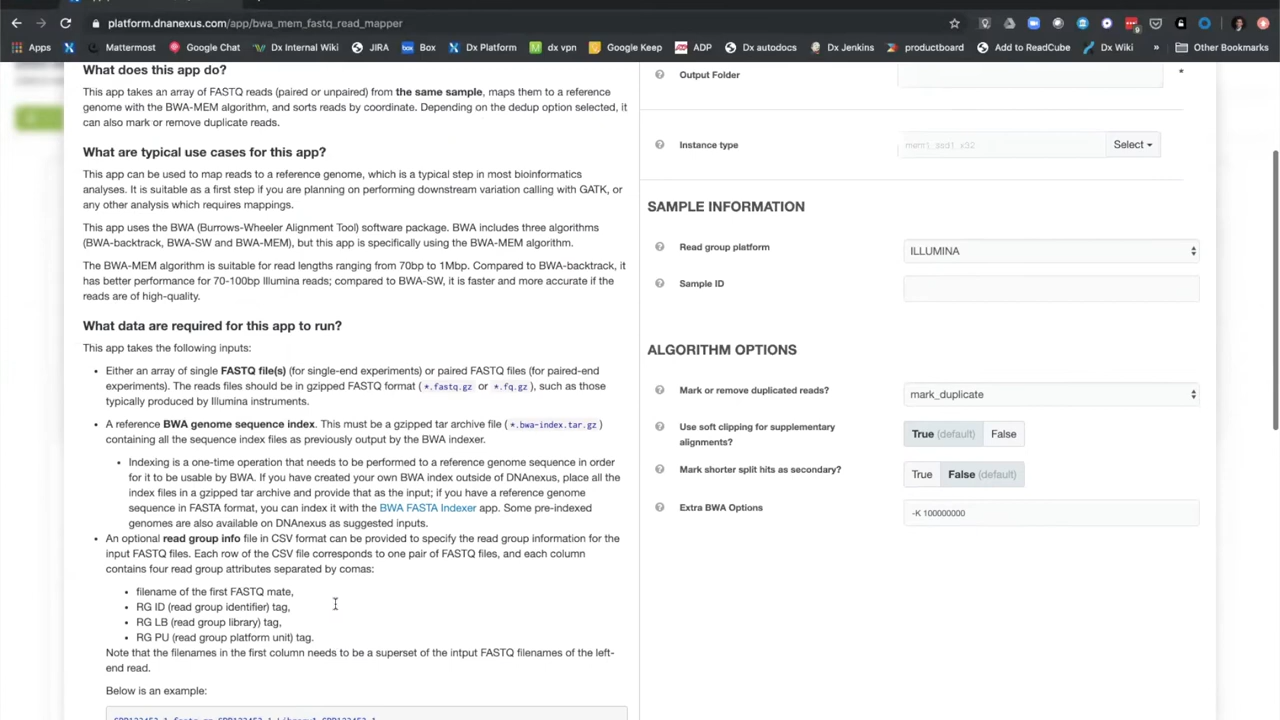 platform.dnanexus.com/app/bwa_mem_fastq_read_mapper
Apps Mattermost Google Chat Dx Internal Wiki JIRA Box Dx Platform dx vpn Google Keep ADP Dx autodocs Dx Jenkins productboard Add to ReadCube Dx Wiki » Other Bookmarks
What does this app do?
This app takes an array of FASTQ reads (paired or unpaired) from the same sample, maps them to a reference
genome with the BWA-MEM algorithm, and sorts reads by coordinate. Depending on the dedup option selected, it
can also mark or remove duplicate reads.
What are typical use cases for this app?
This app can be used to map reads to a reference genome, which is a typical step in most bioinformatics
analyses. It is suitable as a first step if you are planning on performing downstream variation calling with GATK, or
any other analysis which requires mappings.
This app uses the BWA (Burrows-Wheeler Alignment Tool) software package. BWA includes three algorithms
(BWA-backtrack, BWA-SW and BWA-MEM), but this app is specifically using the BWA-MEM algorithm.
The BWA-MEM algorithm is suitable for read lengths ranging from 70bp to 1Mbp. Compared to BWA-backtrack, it
has better performance for 70-100bp Illumina reads; compared to BWA-SW, it is faster and more accurate if the
reads are of high-quality.
What data are required for this app to run?
This app takes the following inputs:
• Either an array of single FASTQ file(s) (for single-end experiments) or paired FASTQ files (for paired-end
experiments). The reads files should be in gzipped FASTQ format ( *.fastq.gz or *.fq.gz ), such as those
typically produced by Illumina instruments.
• A reference BWA genome sequence index. This must be a gzipped tar archive file ( *.bwa-index.tar.gz )
containing all the sequence index files as previously output by the BWA indexer.
• Indexing is a one-time operation that needs to be performed to a reference genome sequence in order
for it to be usable by BWA. If you have created your own BWA index outside of DNAnexus, place all the
index files in a gzipped tar archive and provide that as the input; if you have a reference genome
sequence in FASTA format, you can index it with the BWA FASTA Indexer app. Some pre-indexed
genomes are also available on DNAnexus as suggested inputs.
• An optional read group info file in CSV format can be provided to specify the read group information for the
input FASTQ files. Each row of the CSV file corresponds to one pair of FASTQ files, and each column
contains four read group attributes separated by comas:
• filename of the first FASTQ mate,
• RG ID (read group identifier) tag,
• RG LB (read group library) tag,
• RG PU (read group platform unit) tag.
Note that the filenames in the first column needs to be a superset of the intput FASTQ filenames of the left-
end read.
Below is an example:
Output Folder *
Instance type mem1_ssd1_x32 Select
SAMPLE INFORMATION
Read group platform ILLUMINA
Sample ID
ALGORITHM OPTIONS
Mark or remove duplicated reads? mark_duplicate
Use soft clipping for supplementary
alignments? True (default) False
Mark shorter split hits as secondary? True False (default)
Extra BWA Options -K 100000000